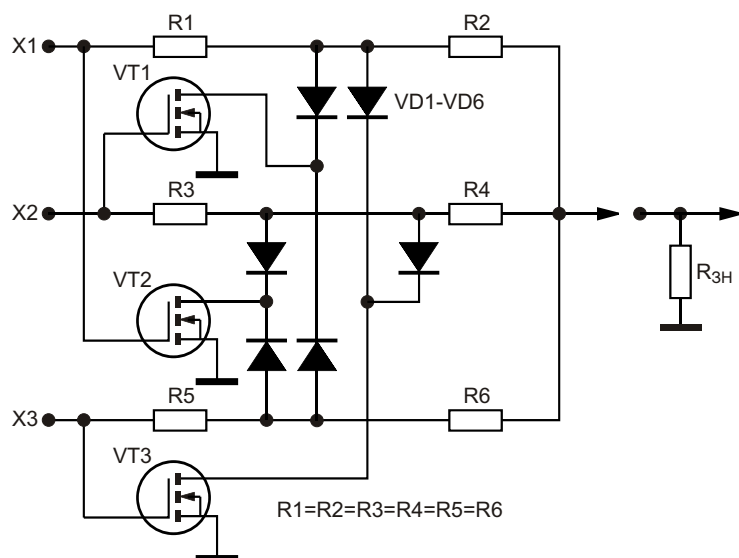 R1
R2
X1
VT1
VD1-VD6
R3
R4
X2
VT2
R3H
R5
R6
X3
VT3
R1=R2=R3=R4=R5=R6